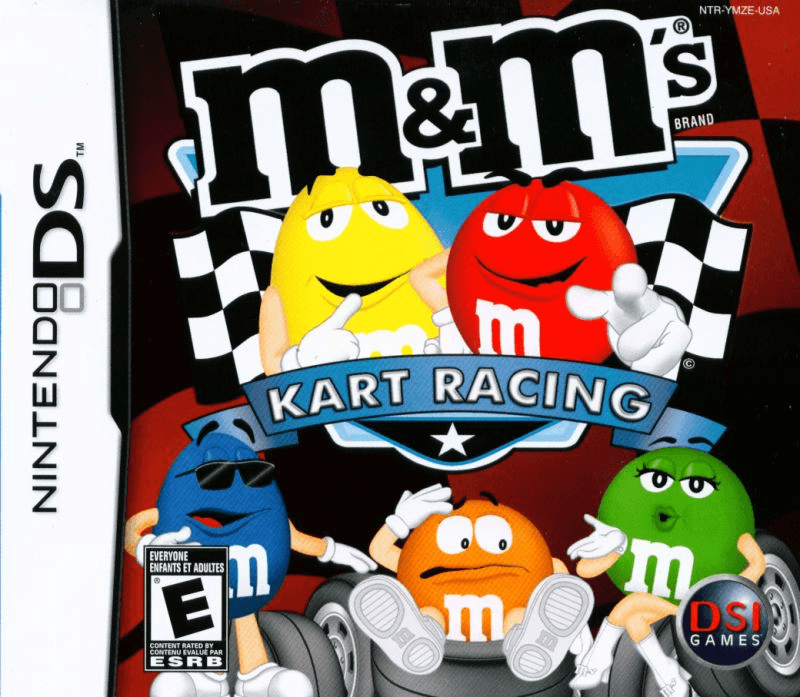 NTR-YMZE-USA
NINTENDO DS
TM
m&m's
®
BRAND
m
m
©
KART RACING
m
m
m
EVERYONE
ENFANTS ET ADULTES
E
®
CONTENT RATED BY
CONTENU ÉVALUÉ PAR
ESRB
DSI
GAMES